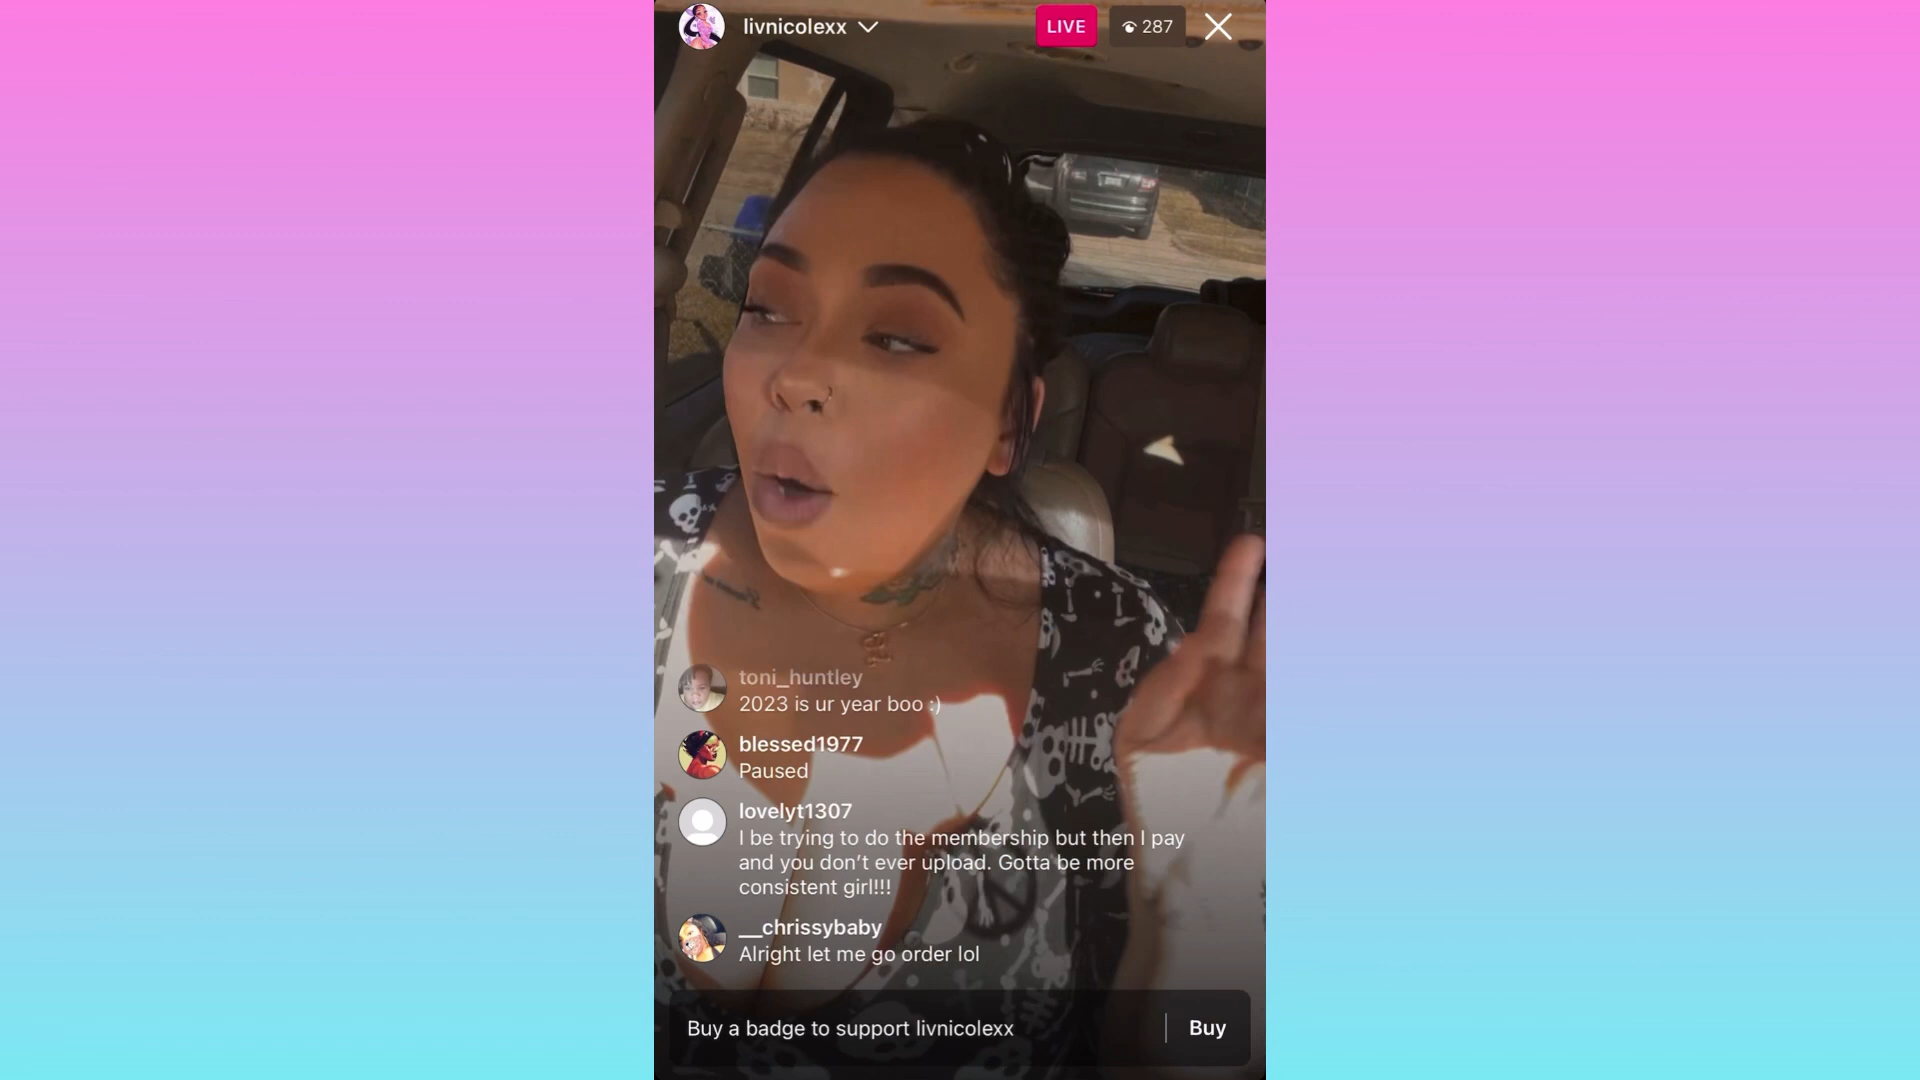 livnicolexx
LIVE
287
toni_huntley
2023 is ur year boo :)
blessed1977
Paused
lovelyt1307
I be trying to do the membership but then I pay
and you don’t ever upload. Gotta be more
consistent girl!!!
__chrissybaby
Alright let me go order lol
Buy a badge to support livnicolexx
Buy